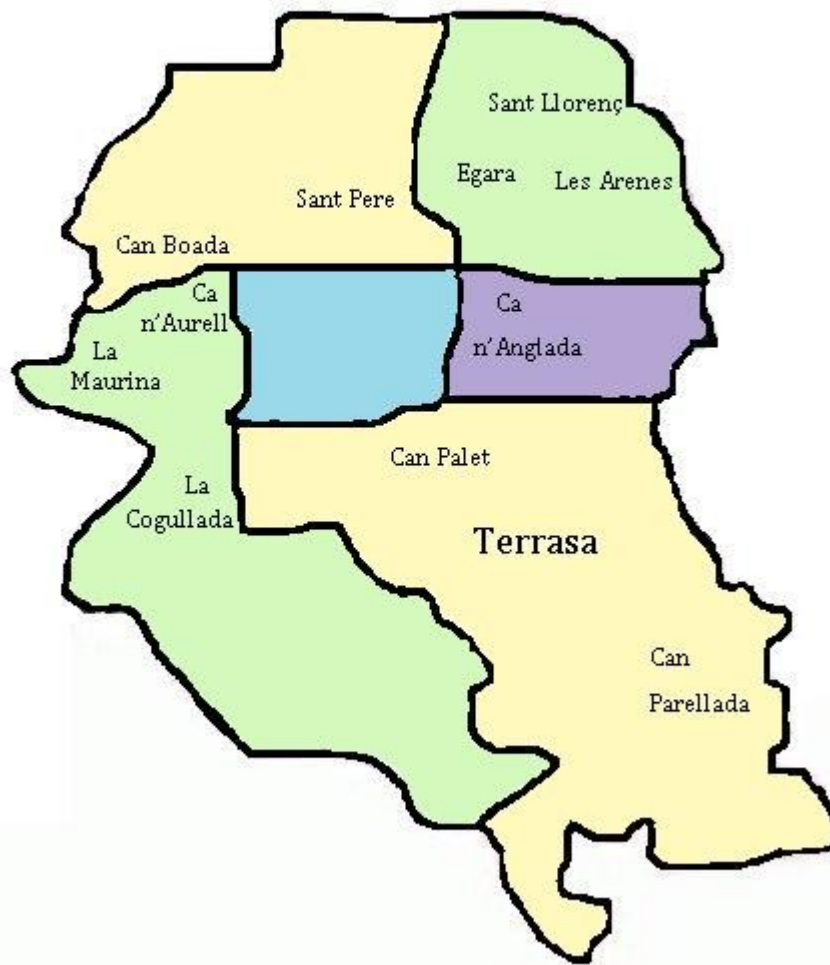 Sant Llorenç
Egara
Les Arenes
Sant Pere
Can Boada
Ca
n'Aurell
Ca
n'Anglada
La
Maurina
Can Palet
La
Cogullada
Terrasa
Can
Parellada